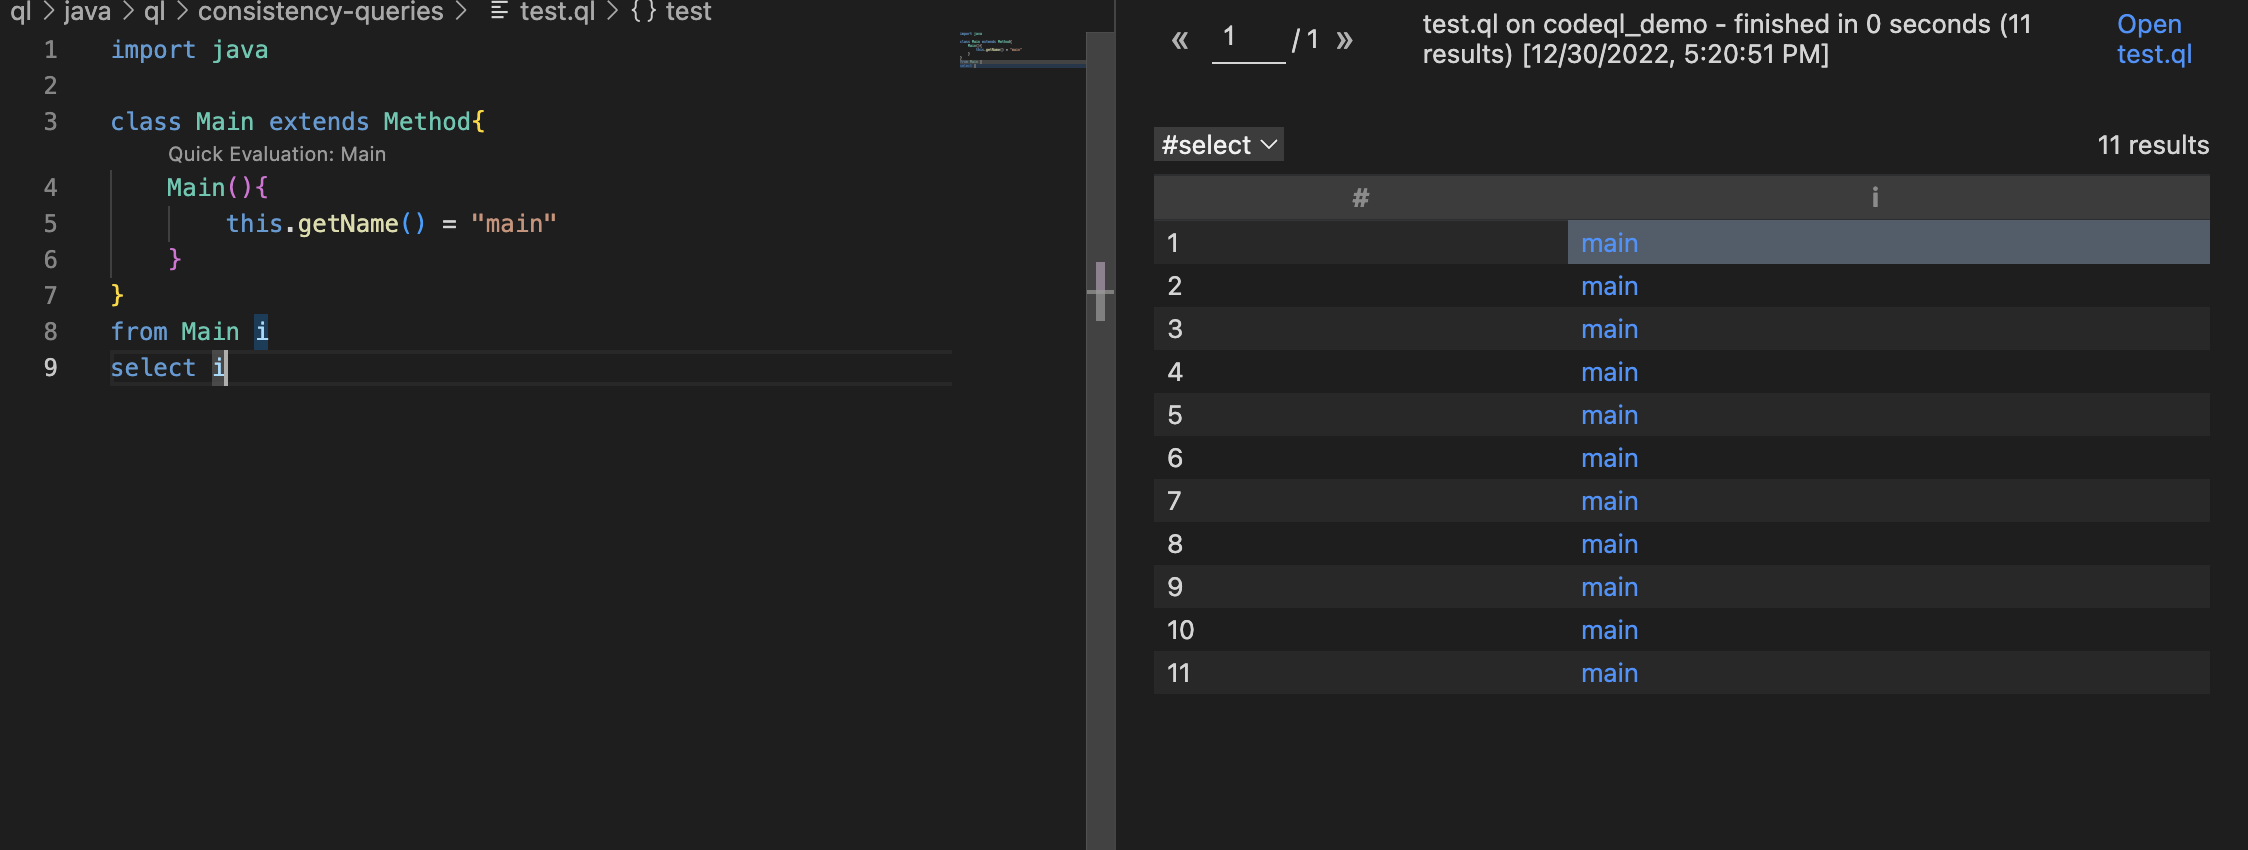 ql > java > ql > consistency-queries > test.ql > {} test
1 import java
2
3 class Main extends Method{
Quick Evaluation: Main
4 Main(){
5 this.getName() = "main"
6 }
7 }
8 from Main i
9 select i
« 1 / 1 »
test.ql on codeql_demo - finished in 0 seconds (11
results) [12/30/2022, 5:20:51 PM]
Open
test.ql
#select
11 results
# i
1 main
2 main
3 main
4 main
5 main
6 main
7 main
8 main
9 main
10 main
11 main